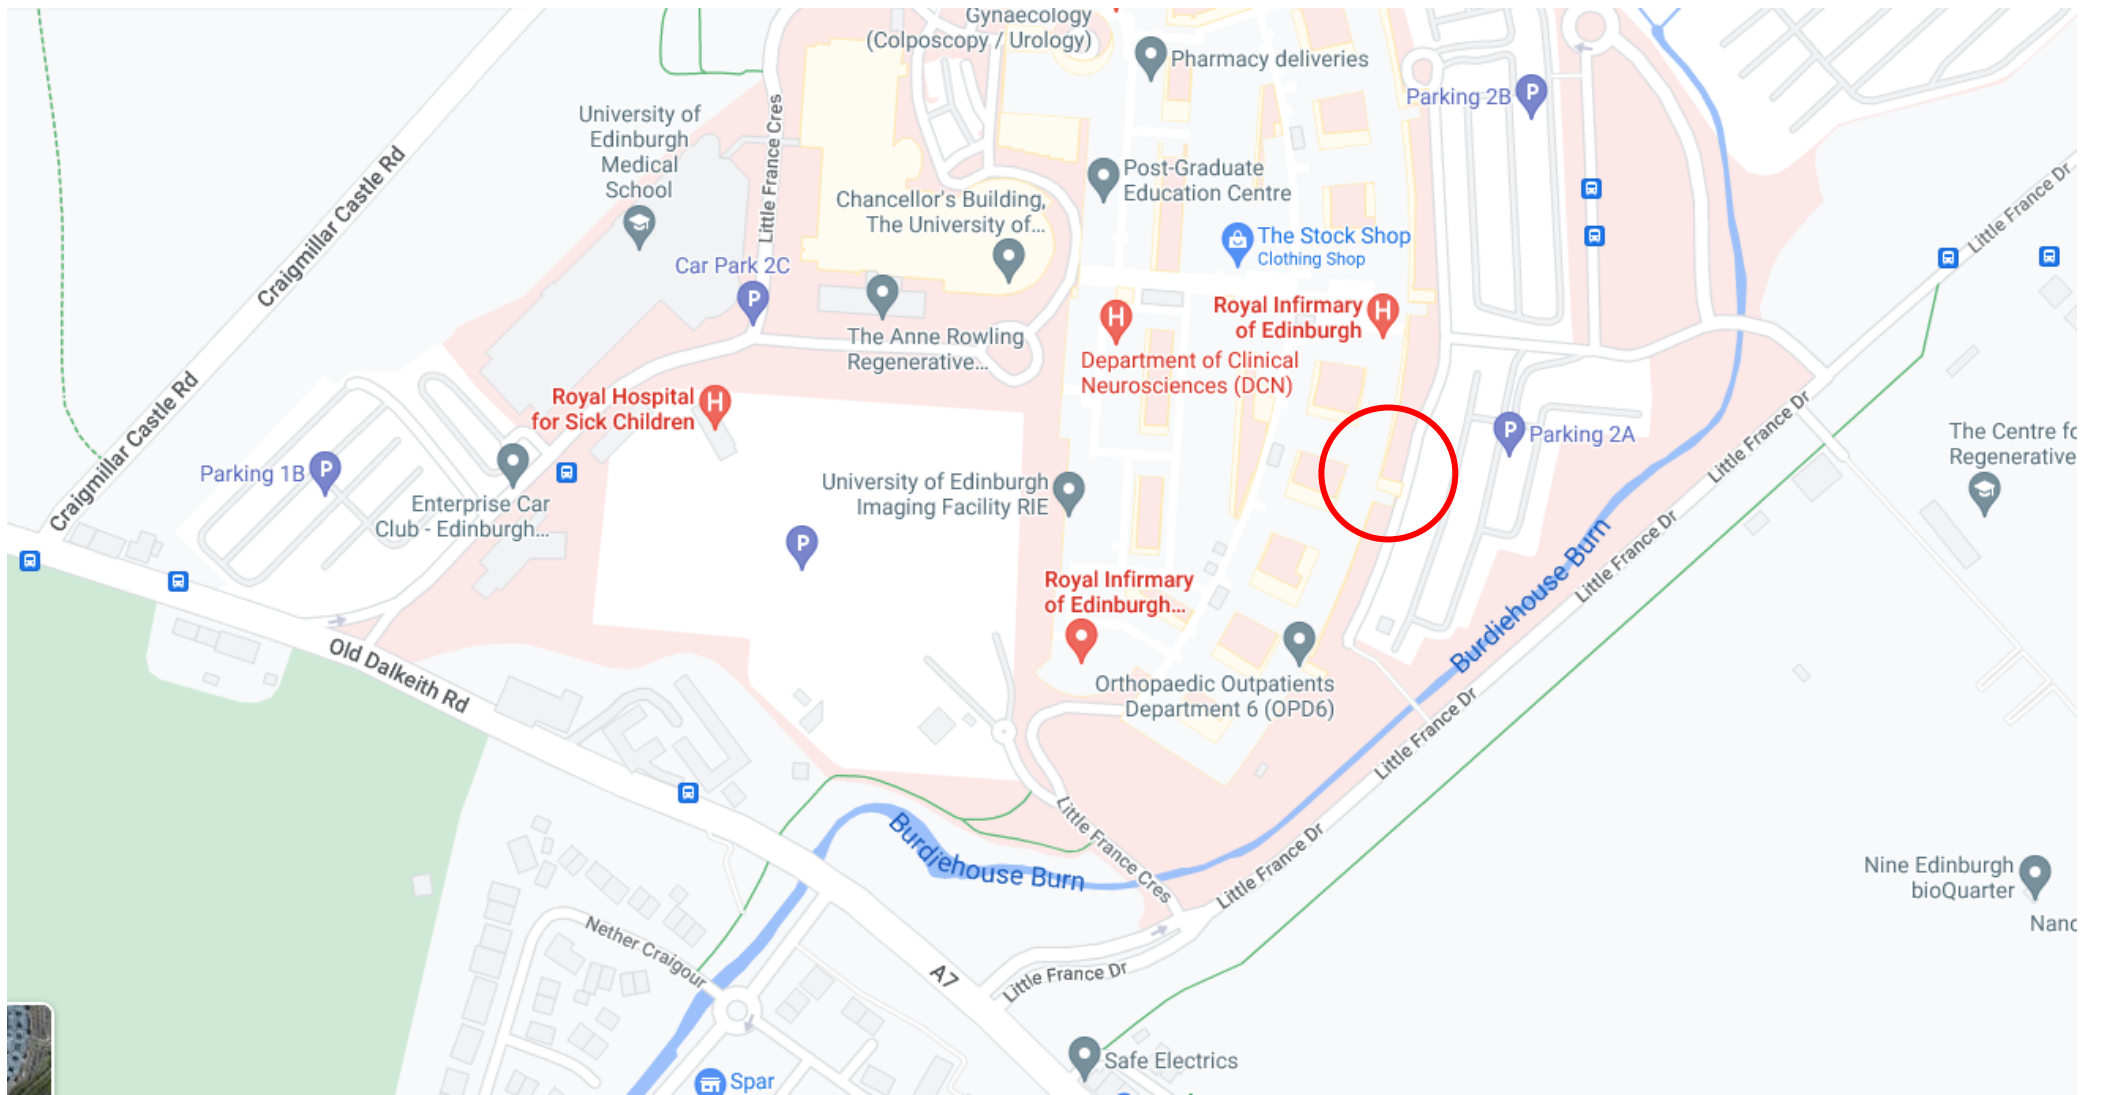 Gynaecology
(Colposcopy / Urology)
Pharmacy deliveries
Parking 2B
University of
Edinburgh
Medical
School
Little France Cres
Craigmillar Castle Rd
Post-Graduate
Education Centre
Chancellor's Building,
The University of...
Little France Dr
The Stock Shop
Clothing Shop
Car Park 2C
Royal Infirmary
of Edinburgh
The Anne Rowling
Regenerative...
Department of Clinical
Neurosciences (DCN)
Royal Hospital
for Sick Children
Craigmillar Castle Rd
Parking 2A
Little France Dr
The Centre fo
Regenerative
Parking 1B
University of Edinburgh
Imaging Facility RIE
Enterprise Car
Club - Edinburgh...
Little France Dr
Burdiehouse Burn
Royal Infirmary
of Edinburgh...
Old Dalkeith Rd
Orthopaedic Outpatients
Department 6 (OPD6)
Little France Dr
Little France Cres
Burdiehouse Burn
Little France Dr
Nine Edinburgh
bioQuarter
Nether Craigour
A7
Little France Dr
Safe Electrics
Spar
P
P
P
P
P
P
H
H
H